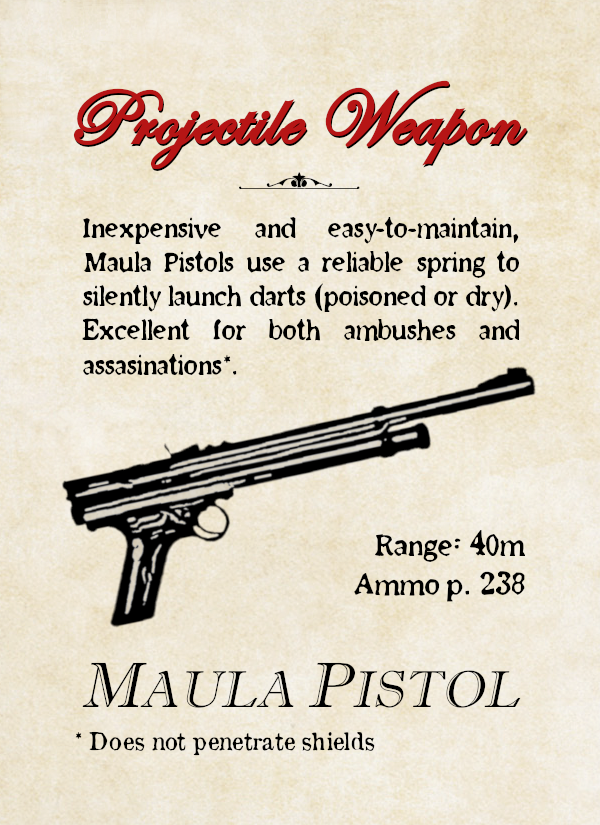 Projectile Weapon
Inexpensive and easy-to-maintain,
Maula Pistols use a reliable spring to
silently launch darts (poisoned or dry).
Excellent for both ambushes and
assasinations*.
Range: 40m
Ammo p. 238
MAULA PISTOL
* Does not penetrate shields